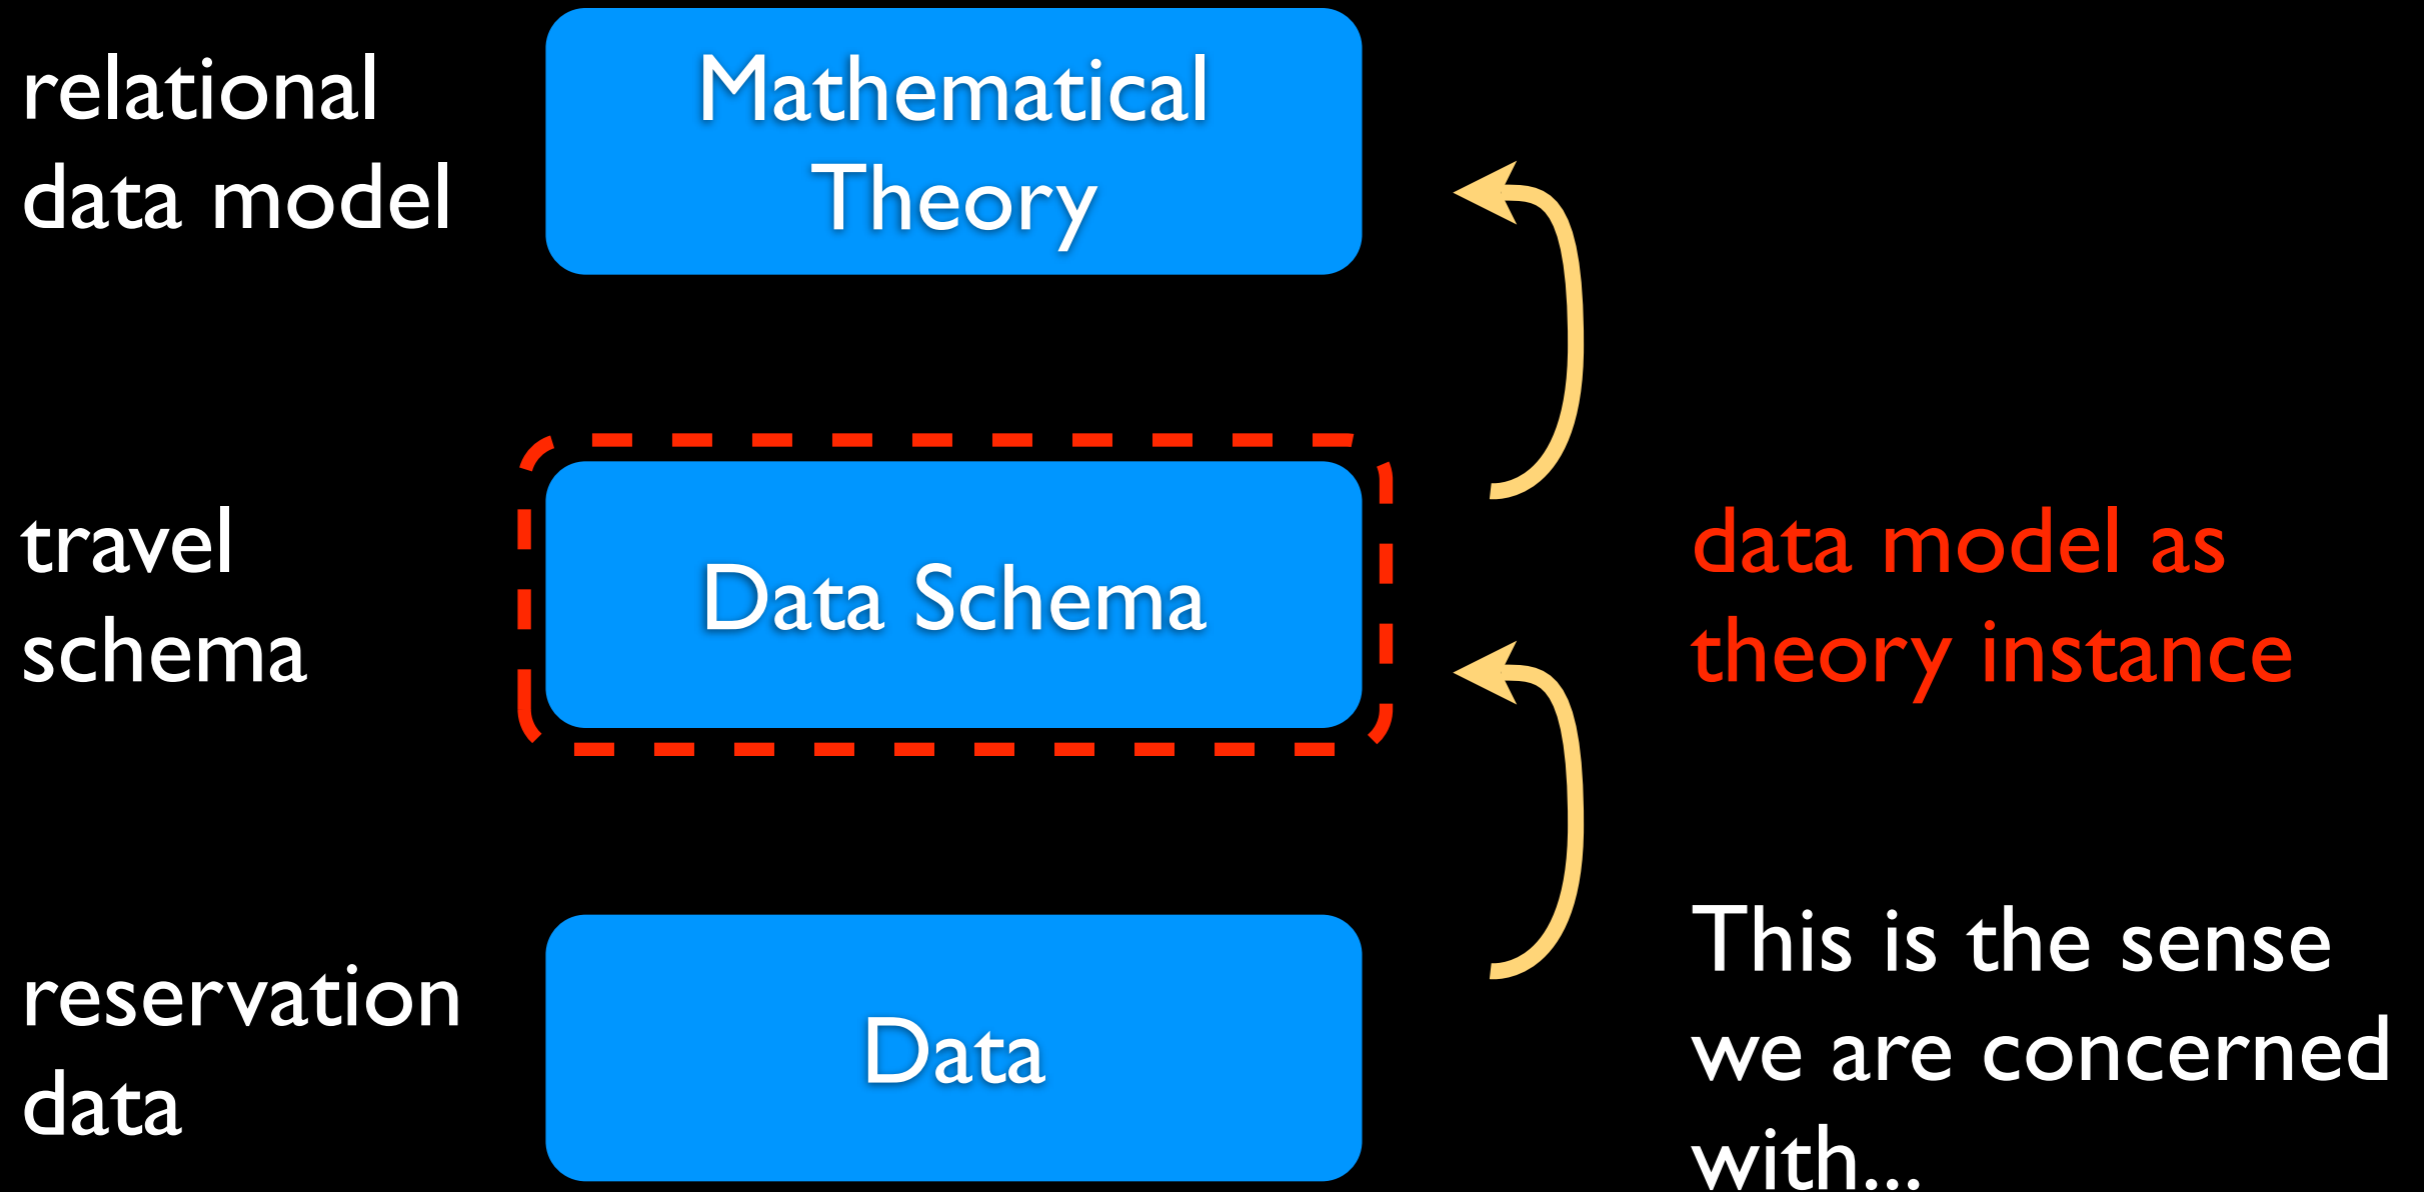 relational
data model
Mathematical
Theory
travel
schema
Data Schema
data model as
theory instance
reservation
data
Data
This is the sense
we are concerned
with...